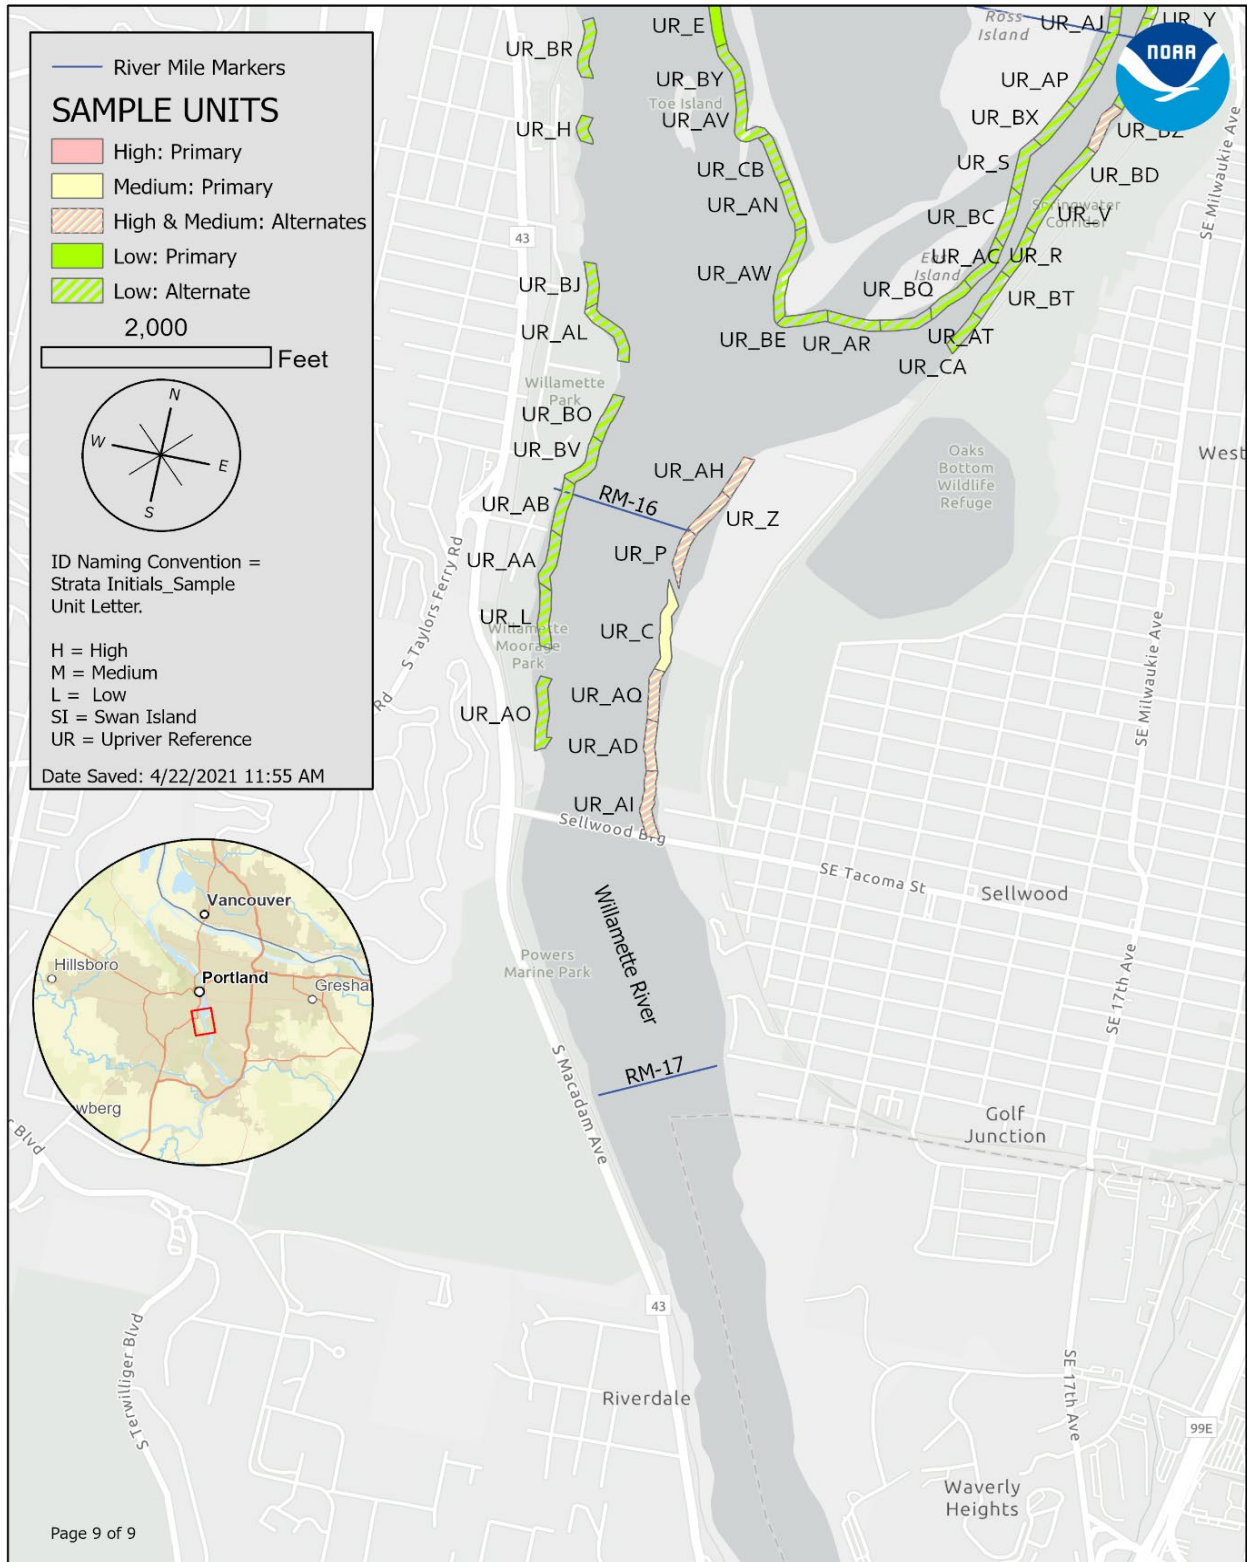 River Mile Markers
SAMPLE UNITS
High: Primary
Medium: Primary
High & Medium: Alternates
Low: Primary
Low: Alternate
2,000
Feet
N
W
E
S
ID Naming Convention =
Strata Initials_Sample
Unit Letter.
H = High
M = Medium
L = Low
SI = Swan Island
UR = Upriver Reference
Date Saved: 4/22/2021 11:55 AM
Vancouver
Hillsboro
Portland
Gresha
wberg
NOAA
UR_E
Ross
Island
UR_AJ
UR_Y
UR_BR
UR_BY
Toe Island
UR_AV
UR_AP
UR_BX
UR_BZ
UR_H
UR_CB
UR_S
UR_BD
UR_AN
UR_BC
UR_V
Springwater
Corridor
SE Milwaukie Ave
43
UR_AC
UR_R
East
Island
UR_BJ
UR_AW
UR_BQ
UR_BT
UR_AL
UR_BE
UR_AR
UR_AT
UR_CA
Willamette
Park
UR_BO
UR_BV
Oaks
Bottom
Wildlife
Refuge
West
UR_AH
UR_AB
RM-16
UR_Z
UR_AA
UR_P
S Taylors Ferry Rd
UR_L
Willamette
Moorage
Park
UR_C
Rd
UR_AQ
UR_AO
UR_AD
SE Milwaukie Ave
UR_AI
Sellwood Brg
SE Tacoma St
Sellwood
Willamette River
Powers
Marine Park
SE 17th Ave
RM-17
S Macadam Ave
Golf
Junction
r Blvd
43
S Terwilliger Blvd
Riverdale
SE 17th Ave
99E
Waverly
Heights
Page 9 of 9